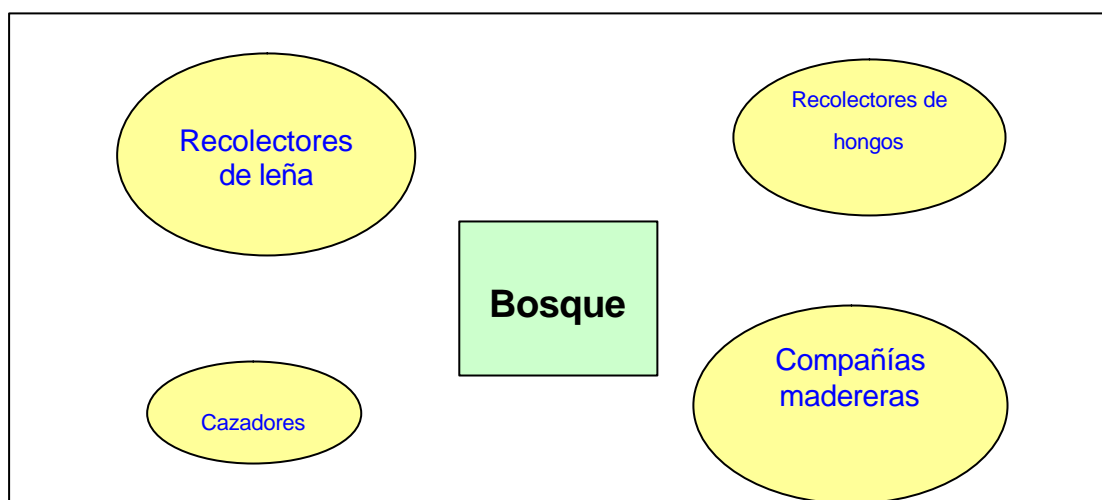 Recolectores
de leña
Recolectores de
hongos
Bosque
Compañías
madereras
Cazadores